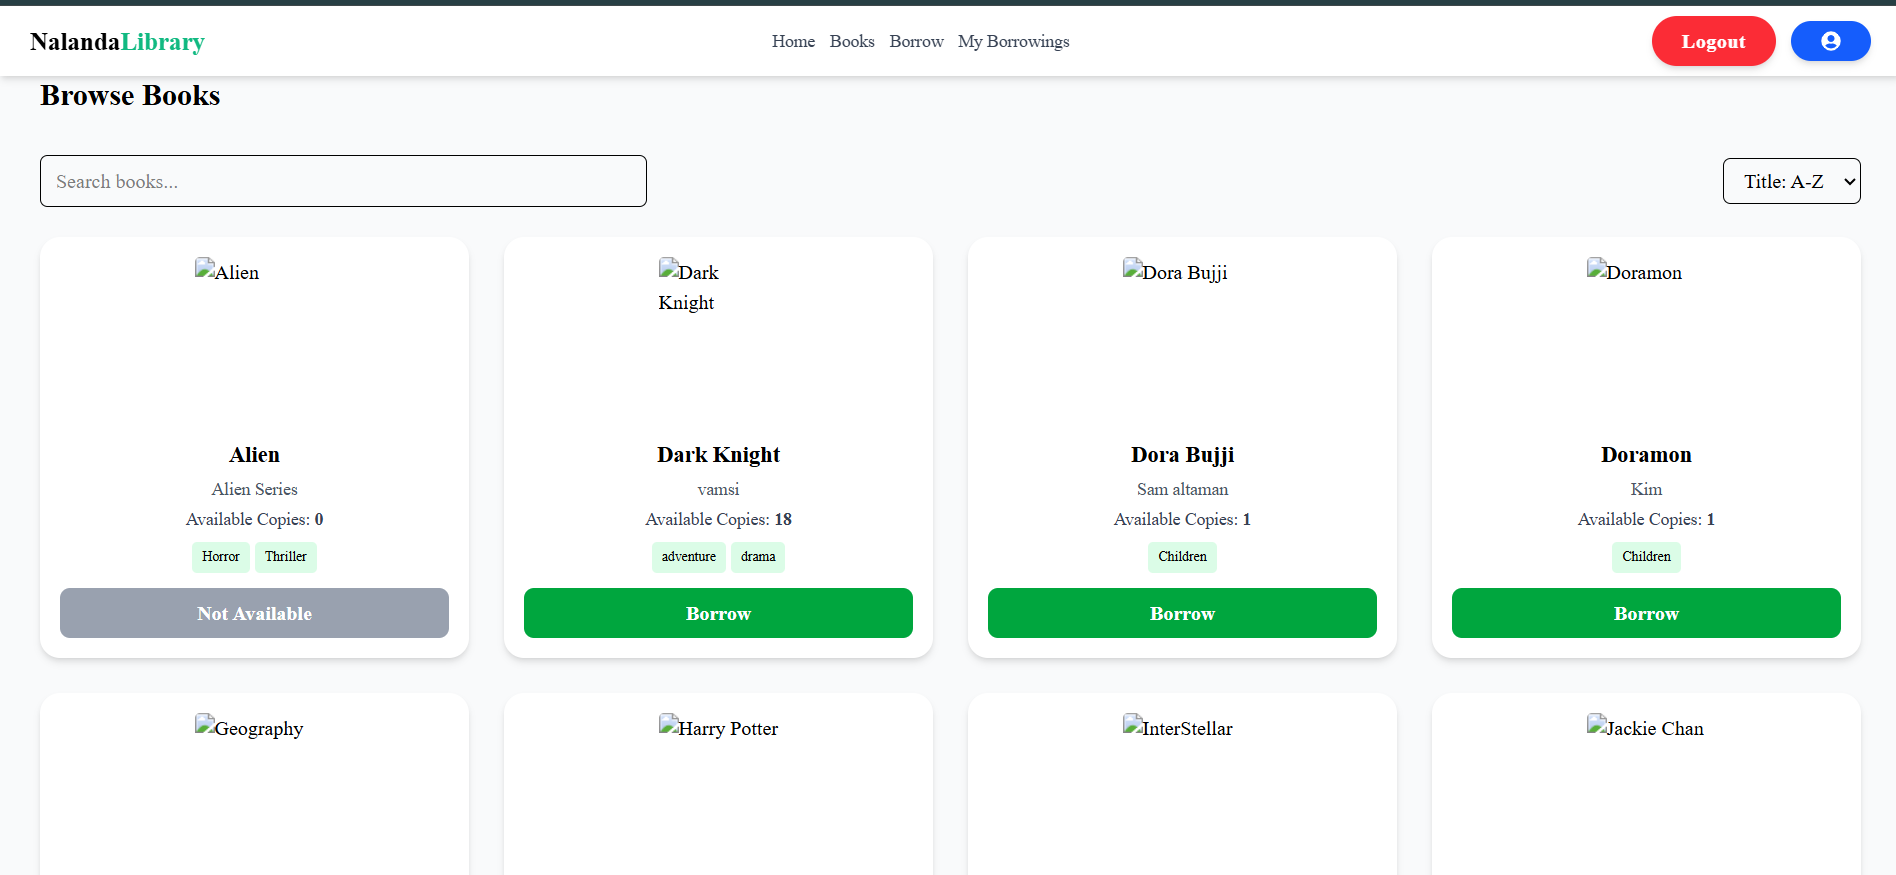 NalandaLibrary
Home Books Borrow My Borrowings
Logout
Browse Books
Search books...
Title: A-Z
Alien
Alien
Alien Series
Available Copies: 0
Horror Thriller
Not Available
Dark
Knight
Dark Knight
vamsi
Available Copies: 18
adventure drama
Borrow
Dora Bujji
Dora Bujji
Sam altaman
Available Copies: 1
Children
Borrow
Doramon
Doramon
Kim
Available Copies: 1
Children
Borrow
Geography
Harry Potter
InterStellar
Jackie Chan